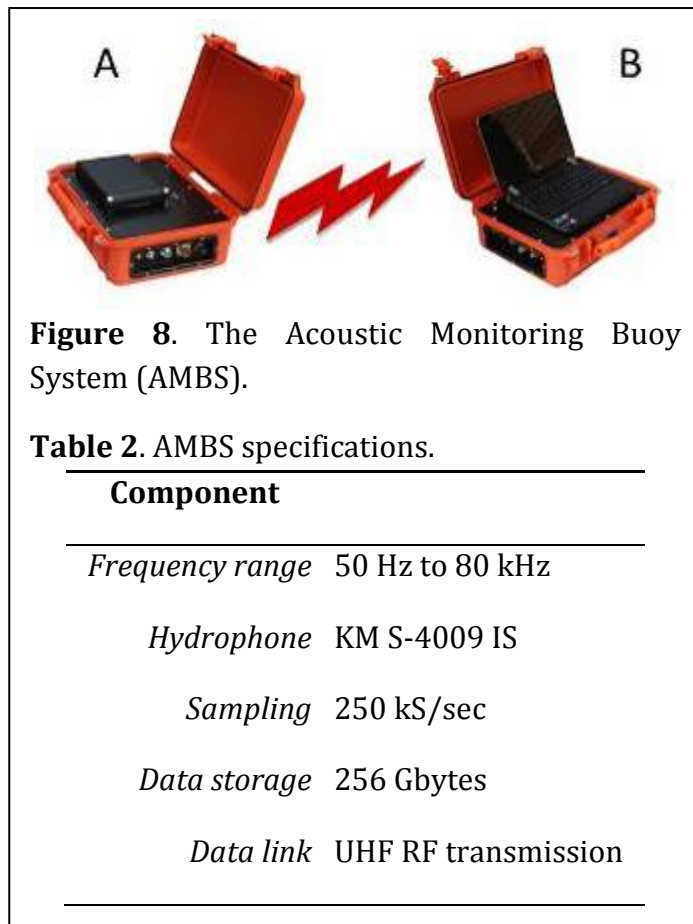 A
B
Figure 8. The Acoustic Monitoring Buoy
System (AMBS).
Table 2. AMBS specifications.
Component
Frequency range 50 Hz to 80 kHz
Hydrophone KM S-4009 IS
Sampling 250 kS/sec
Data storage 256 Gbytes
Data link UHF RF transmission